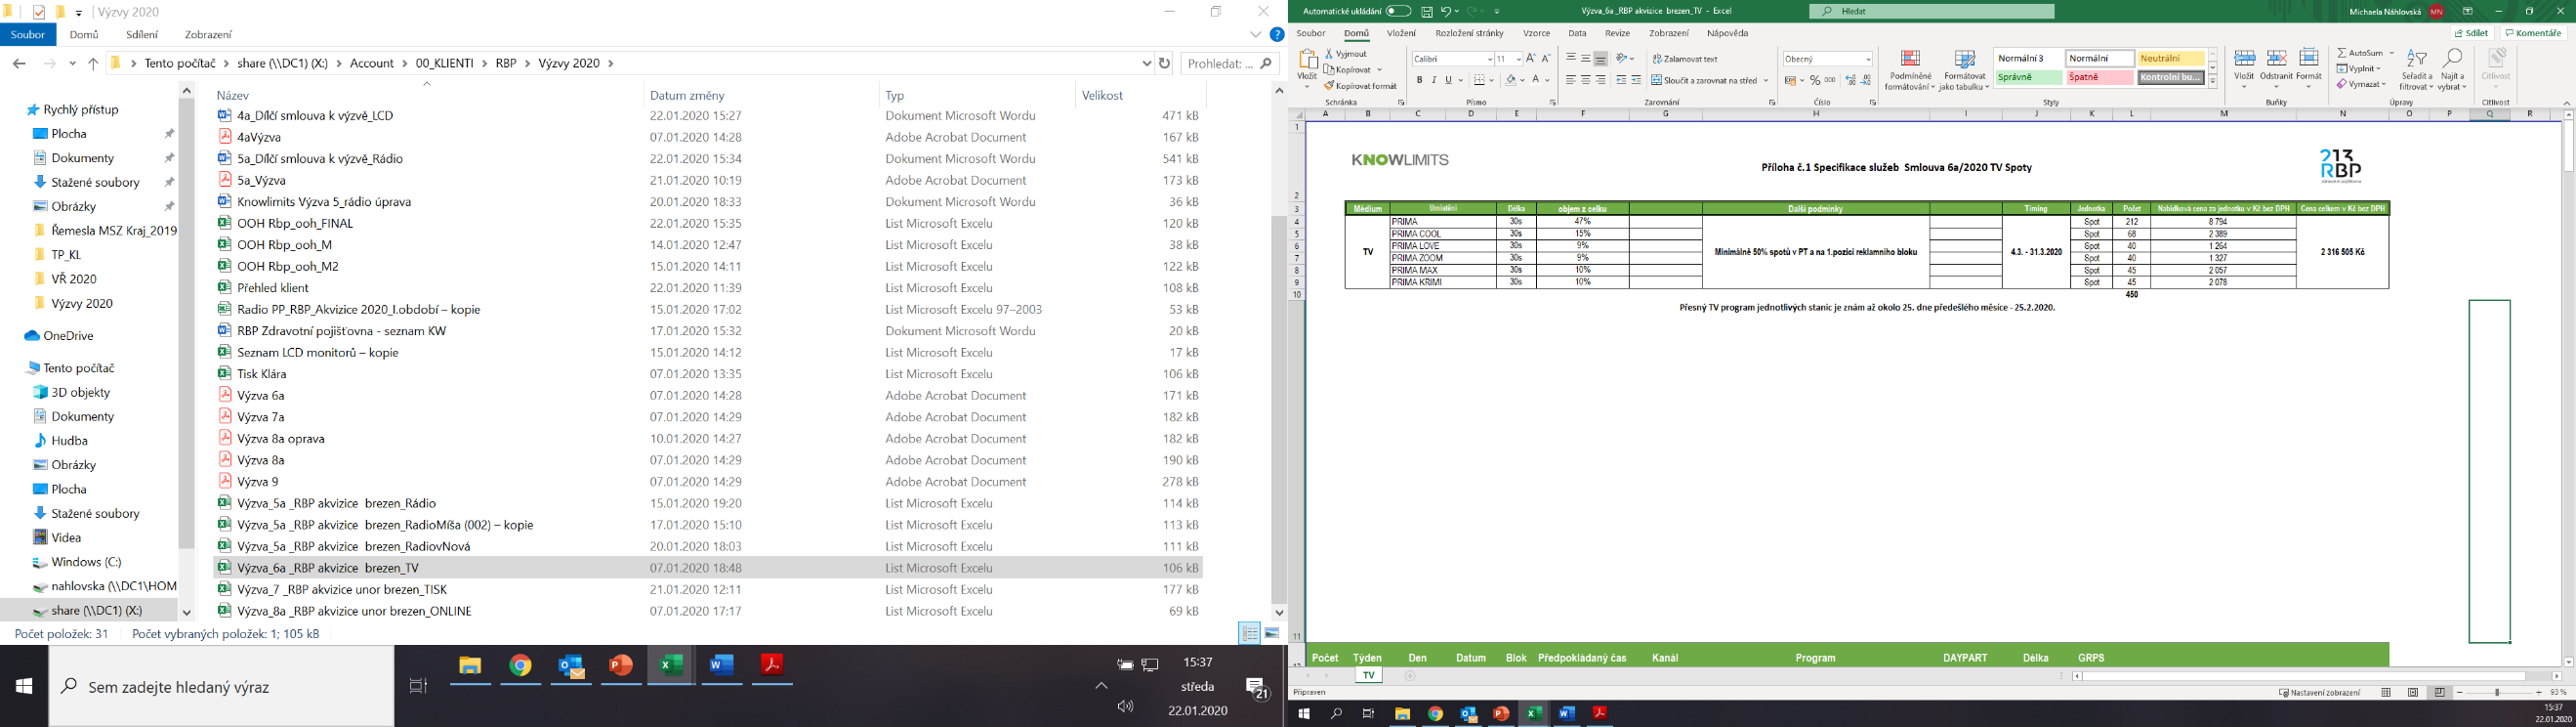 Výzvy 2020
Soubor Domů Sdílení Zobrazení
Tento počítač > share (\\DC1) (X:) > Account > 00_KLIENTI > RBP > Výzvy 2020 >
Prohledat: ...
Rychlý přístup
Plocha
Dokumenty
Stažené soubory
Obrázky
Řemesla MSZ Kraj_2019
TP_KL
VŘ 2020
Výzvy 2020
OneDrive
Tento počítač
3D objekty
Dokumenty
Hudba
Obrázky
Plocha
Stažené soubory
Videa
Windows (C:)
nahlovska (\\DC1\HOM
share (\\DC1) (X:)
Název Datum změny Typ Velikost
4a_Dílčí smlouva k výzvě_LCD 22.01.2020 15:27 Dokument Microsoft Wordu 471 kB
4aVýzva 07.01.2020 14:28 Adobe Acrobat Document 167 kB
5a_Dílčí smlouva k výzvě_Rádio 22.01.2020 15:34 Dokument Microsoft Wordu 541 kB
5a_Výzva 21.01.2020 10:19 Adobe Acrobat Document 173 kB
Knowlimits Výzva 5_rádio úprava 20.01.2020 18:33 Dokument Microsoft Wordu 36 kB
OOH Rbp_ooh_FINAL 22.01.2020 15:35 List Microsoft Excelu 120 kB
OOH Rbp_ooh_M 14.01.2020 12:47 List Microsoft Excelu 38 kB
OOH Rbp_ooh_M2 15.01.2020 14:11 List Microsoft Excelu 122 kB
Přehled klient 22.01.2020 11:39 List Microsoft Excelu 108 kB
Radio PP_RBP_Akvizice 2020_I.období – kopie 15.01.2020 17:02 List Microsoft Excelu 97–2003 53 kB
RBP Zdravotní pojišťovna - seznam KW 17.01.2020 15:32 Dokument Microsoft Wordu 20 kB
Seznam LCD monitorů – kopie 15.01.2020 14:12 List Microsoft Excelu 17 kB
Tisk Klára 07.01.2020 13:35 List Microsoft Excelu 106 kB
Výzva 6a 07.01.2020 14:28 Adobe Acrobat Document 171 kB
Výzva 7a 07.01.2020 14:29 Adobe Acrobat Document 182 kB
Výzva 8a oprava 10.01.2020 14:27 Adobe Acrobat Document 182 kB
Výzva 8a 07.01.2020 14:29 Adobe Acrobat Document 190 kB
Výzva 9 07.01.2020 14:29 Adobe Acrobat Document 278 kB
Výzva_5a _RBP akvizice brezen_Rádio 15.01.2020 19:20 List Microsoft Excelu 114 kB
Výzva_5a _RBP akvizice brezen_RadioMíša (002) – kopie 17.01.2020 15:10 List Microsoft Excelu 113 kB
Výzva_5a _RBP akvizice brezen_RadiovNová 20.01.2020 18:03 List Microsoft Excelu 111 kB
Výzva_6a _RBP akvizice brezen_TV 07.01.2020 18:48 List Microsoft Excelu 106 kB
Výzva_7 _RBP akvizice unor brezen_TISK 21.01.2020 12:11 List Microsoft Excelu 177 kB
Výzva_8a _RBP akvizice unor brezen_ONLINE 07.01.2020 17:17 List Microsoft Excelu 69 kB
Počet položek: 31 Počet vybraných položek: 1; 105 kB
Sem zadejte hledaný výraz
15:37
středa
22.01.2020
21
Automatické ukládání Výzva_6a _RBP akvizice brezen_TV - Excel Hledat Michaela Náhlovská MN
Soubor Domů Vložení Rozložení stránky Vzorce Data Revize Zobrazení Nápověda Sdílet Komentáře
Vložit Vyjmout Kopírovat Kopírovat formát
Calibri 11
B I U
Zalamovat text
Sloučit a zarovnat na střed
Obecný
Podmíněné formátování Formátovat jako tabulku
Normální 3 Normální Neutrální
Správně Špatně Kontrolní bu...
Vložit Odstranit Formát
AutoSum Vyplnit Vymazat
Seřadit a filtrovat Najít a vybrat Citlivost
Schránka Písmo Zarovnání Číslo Styly Buňky Úpravy Citlivost
A B C D E F G H I J K L M N O P Q R
KNOWLIMITS
Příloha č.1 Specifikace služeb Smlouva 6a/2020 TV Spoty
213 RBP
Médium Umístění Délka objem z celku Další podmínky Timing Jednotka Počet Nabídková cena za jednotku v Kč bez DPH Cena celkem v Kč bez DPH
PRIMA 30s 47% Spot 212 8 794
PRIMA COOL 30s 15% Spot 68 2 389
PRIMA LOVE 30s 9% Spot 40 1 264
TV Minimálně 50% spotů v PT a na 1.pozici reklamního bloku 4.3. - 31.3.2020 2 316 505 Kč
PRIMA ZOOM 30s 9% Spot 40 1 327
PRIMA MAX 30s 10% Spot 45 2 057
PRIMA KRIMI 30s 10% Spot 45 2 078
450
Přesný TV program jednotlivých stanic je znám až okolo 25. dne předešlého měsíce - 25.2.2020.
1
2
3
4
5
6
7
8
9
10
11
Počet Týden Den Datum Blok Předpokládaný čas Kanál Program DAYPART Délka GRPS
TV
Připraven
Nastavení zobrazení
93 %
15:37
22.01.2020